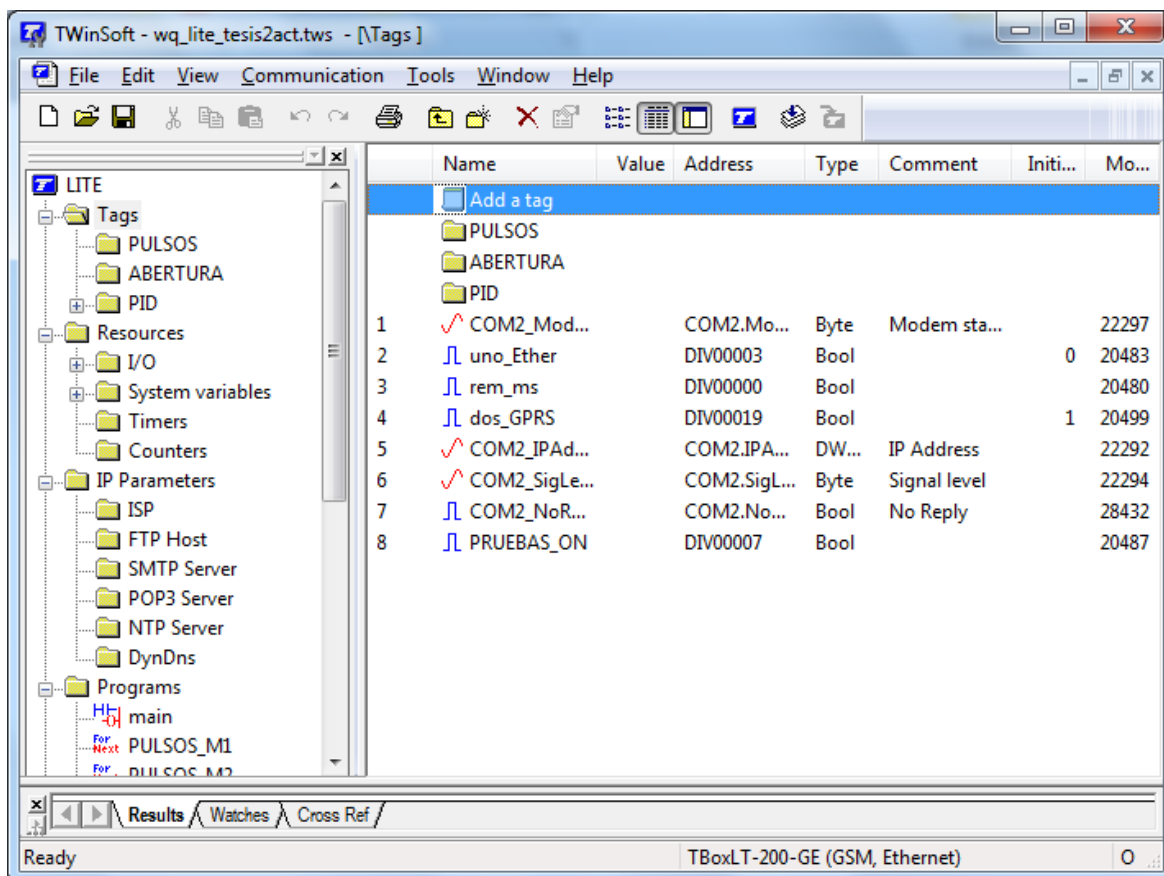 TWinSoft - wq_lite_tesis2act.tws - [\Tags ]
File Edit View Communication Tools Window Help
LITE
Tags
PULSOS
ABERTURA
PID
Resources
I/O
System variables
Timers
Counters
IP Parameters
ISP
FTP Host
SMTP Server
POP3 Server
NTP Server
DynDns
Programs
main
For Next PULSOS_M1
For PULSOS_M2
Name Value Address Type Comment Initi... Mo...
Add a tag
PULSOS
ABERTURA
PID
1 COM2_Mod... COM2.Mo... Byte Modem sta... 22297
2 uno_Ether DIV00003 Bool 0 20483
3 rem_ms DIV00000 Bool 20480
4 dos_GPRS DIV00019 Bool 1 20499
5 COM2_IPAd... COM2.IPA... DW... IP Address 22292
6 COM2_SigLe... COM2.SigL... Byte Signal level 22294
7 COM2_NoR... COM2.No... Bool No Reply 28432
8 PRUEBAS_ON DIV00007 Bool 20487
Results Watches Cross Ref
Ready TBoxLT-200-GE (GSM, Ethernet) O